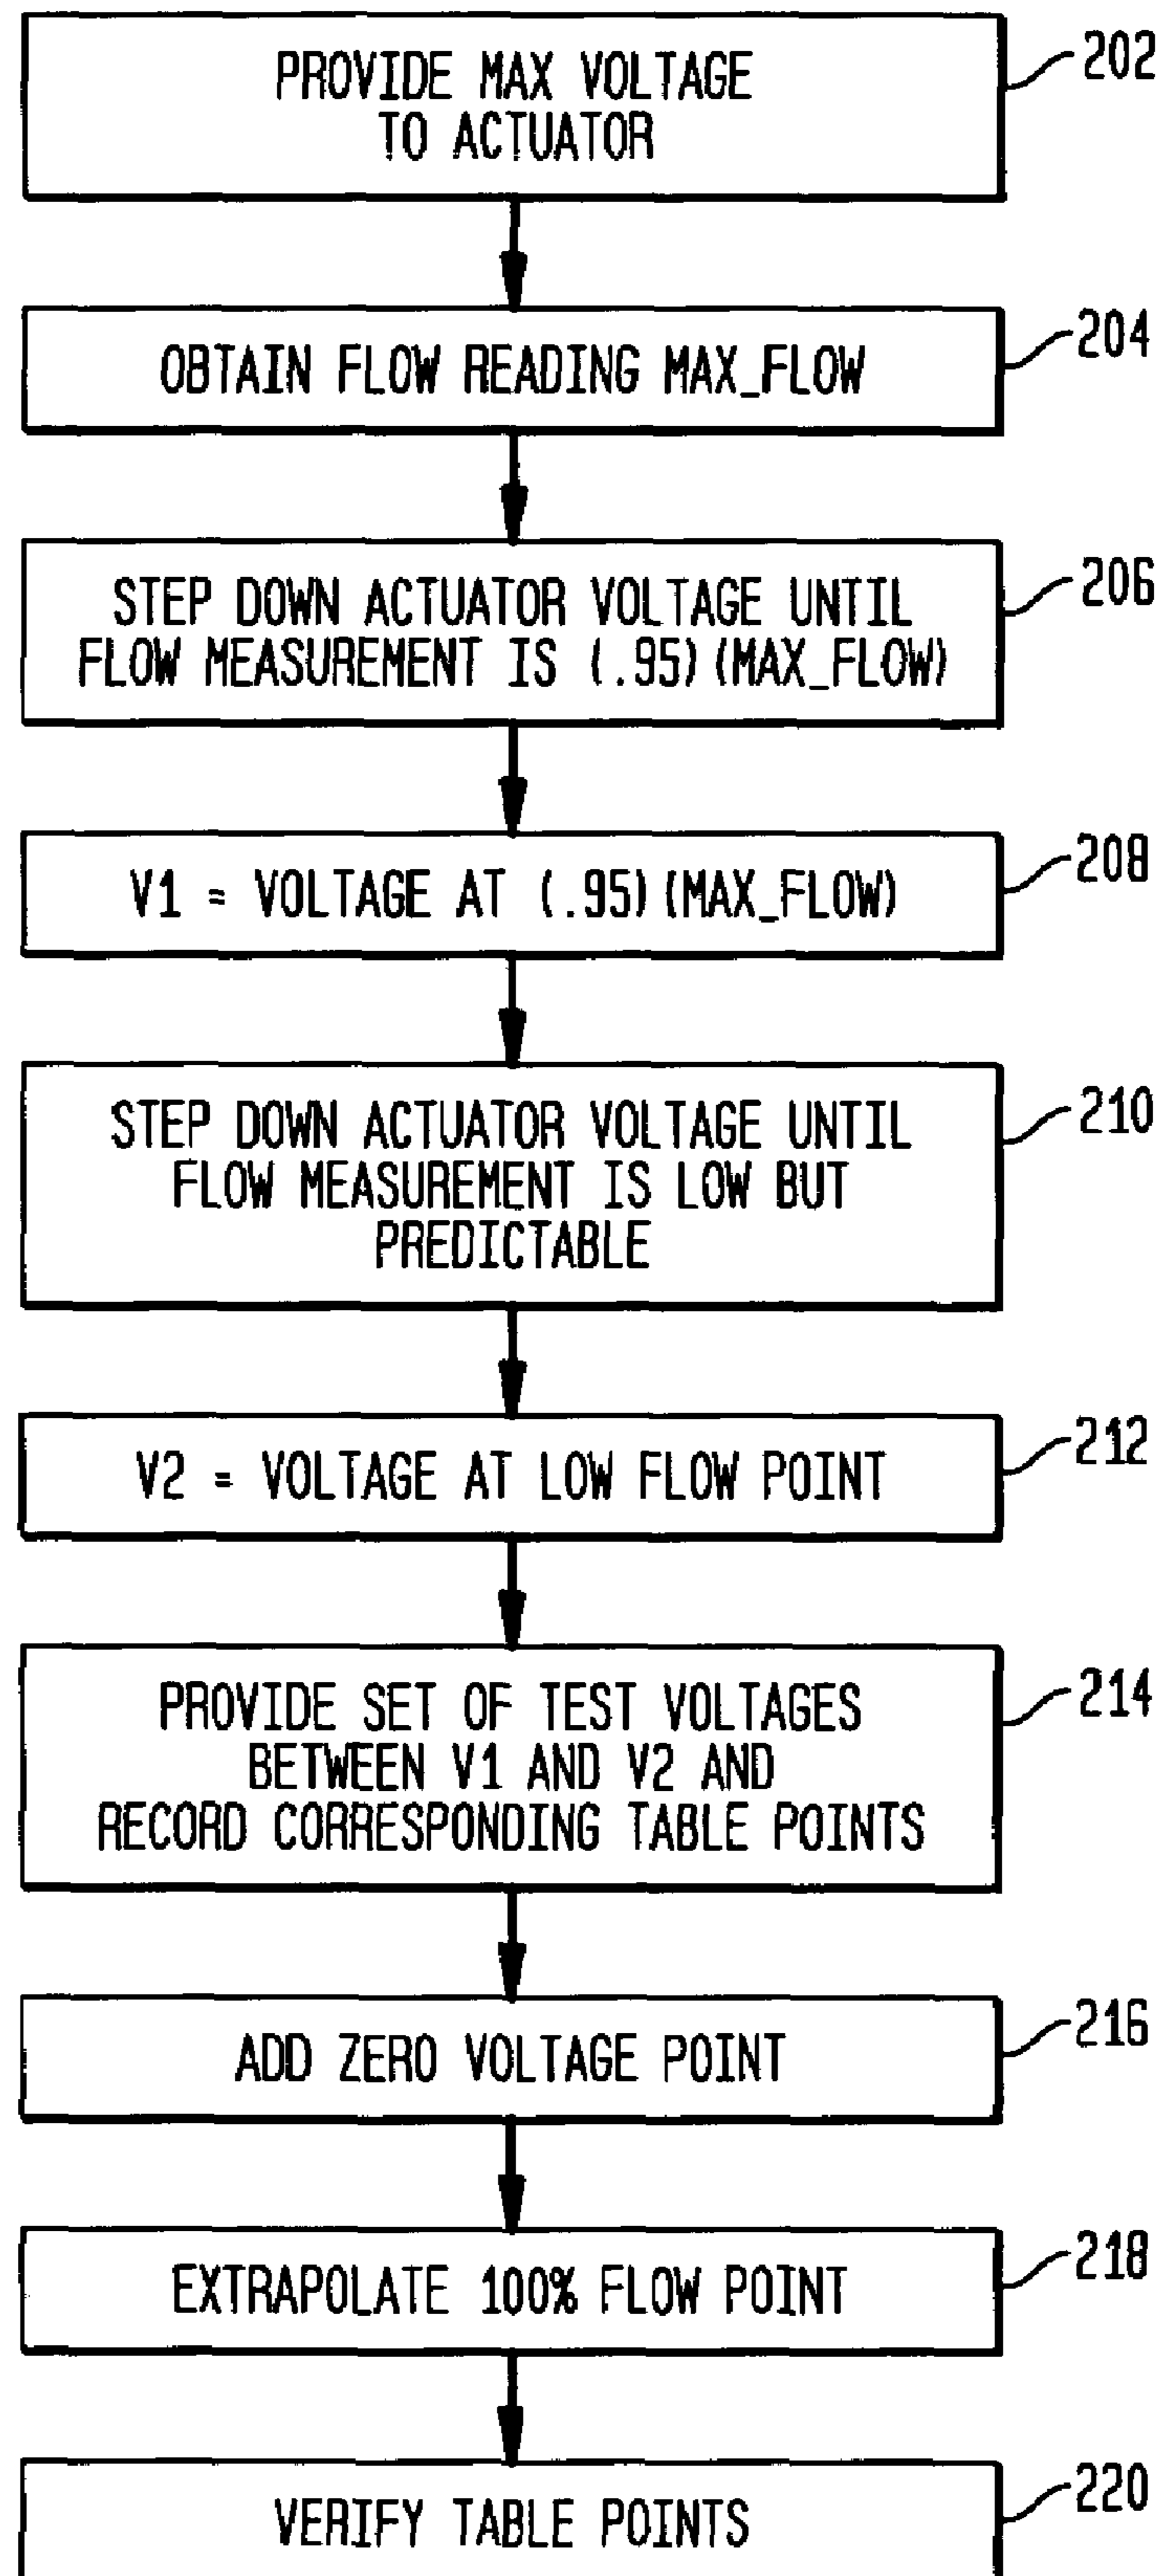 PROVIDE MAX VOLTAGE
TO ACTUATOR
202
OBTAIN FLOW READING MAX_FLOW
204
STEP DOWN ACTUATOR VOLTAGE UNTIL
FLOW MEASUREMENT IS (.95)(MAX_FLOW)
206
V1 = VOLTAGE AT (.95)(MAX_FLOW)
208
STEP DOWN ACTUATOR VOLTAGE UNTIL
FLOW MEASUREMENT IS LOW BUT
PREDICTABLE
210
V2 = VOLTAGE AT LOW FLOW POINT
212
PROVIDE SET OF TEST VOLTAGES
BETWEEN V1 AND V2 AND
RECORD CORRESPONDING TABLE POINTS
214
ADD ZERO VOLTAGE POINT
216
EXTRAPOLATE 100% FLOW POINT
218
VERIFY TABLE POINTS
220